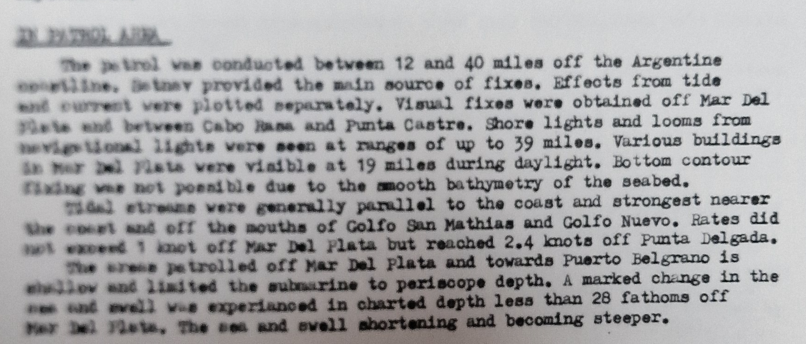 IN PATROL AREA
The patrol was conducted between 12 and 40 miles off the Argentine
coastline. Satnav provided the main source of fixes. Effects from tide
and current were plotted separately. Visual fixes were obtained off Mar Del
Plata and between Cabo Rasa and Punta Castro. Shore lights and looms from
navigational lights were seen at ranges of up to 39 miles. Various buildings
in Mar Del Plata were visible at 19 miles during daylight. Bottom contour
fixing was not possible due to the smooth bathymetry of the seabed.
Tidal streams were generally parallel to the coast and strongest nearer
the coast and off the mouths of Golfo San Mathias and Golfo Nuevo. Rates did
not exceed 1 knot off Mar Del Plata but reached 2.4 knots off Punta Delgada.
The areas patrolled off Mar Del Plata and towards Puerto Belgrano is
shallow and limited the submarine to periscope depth. A marked change in the
sea and swell was experianced in charted depth less than 28 fathoms off
Mar Del Plata. The sea and swell shortening and becoming steeper.